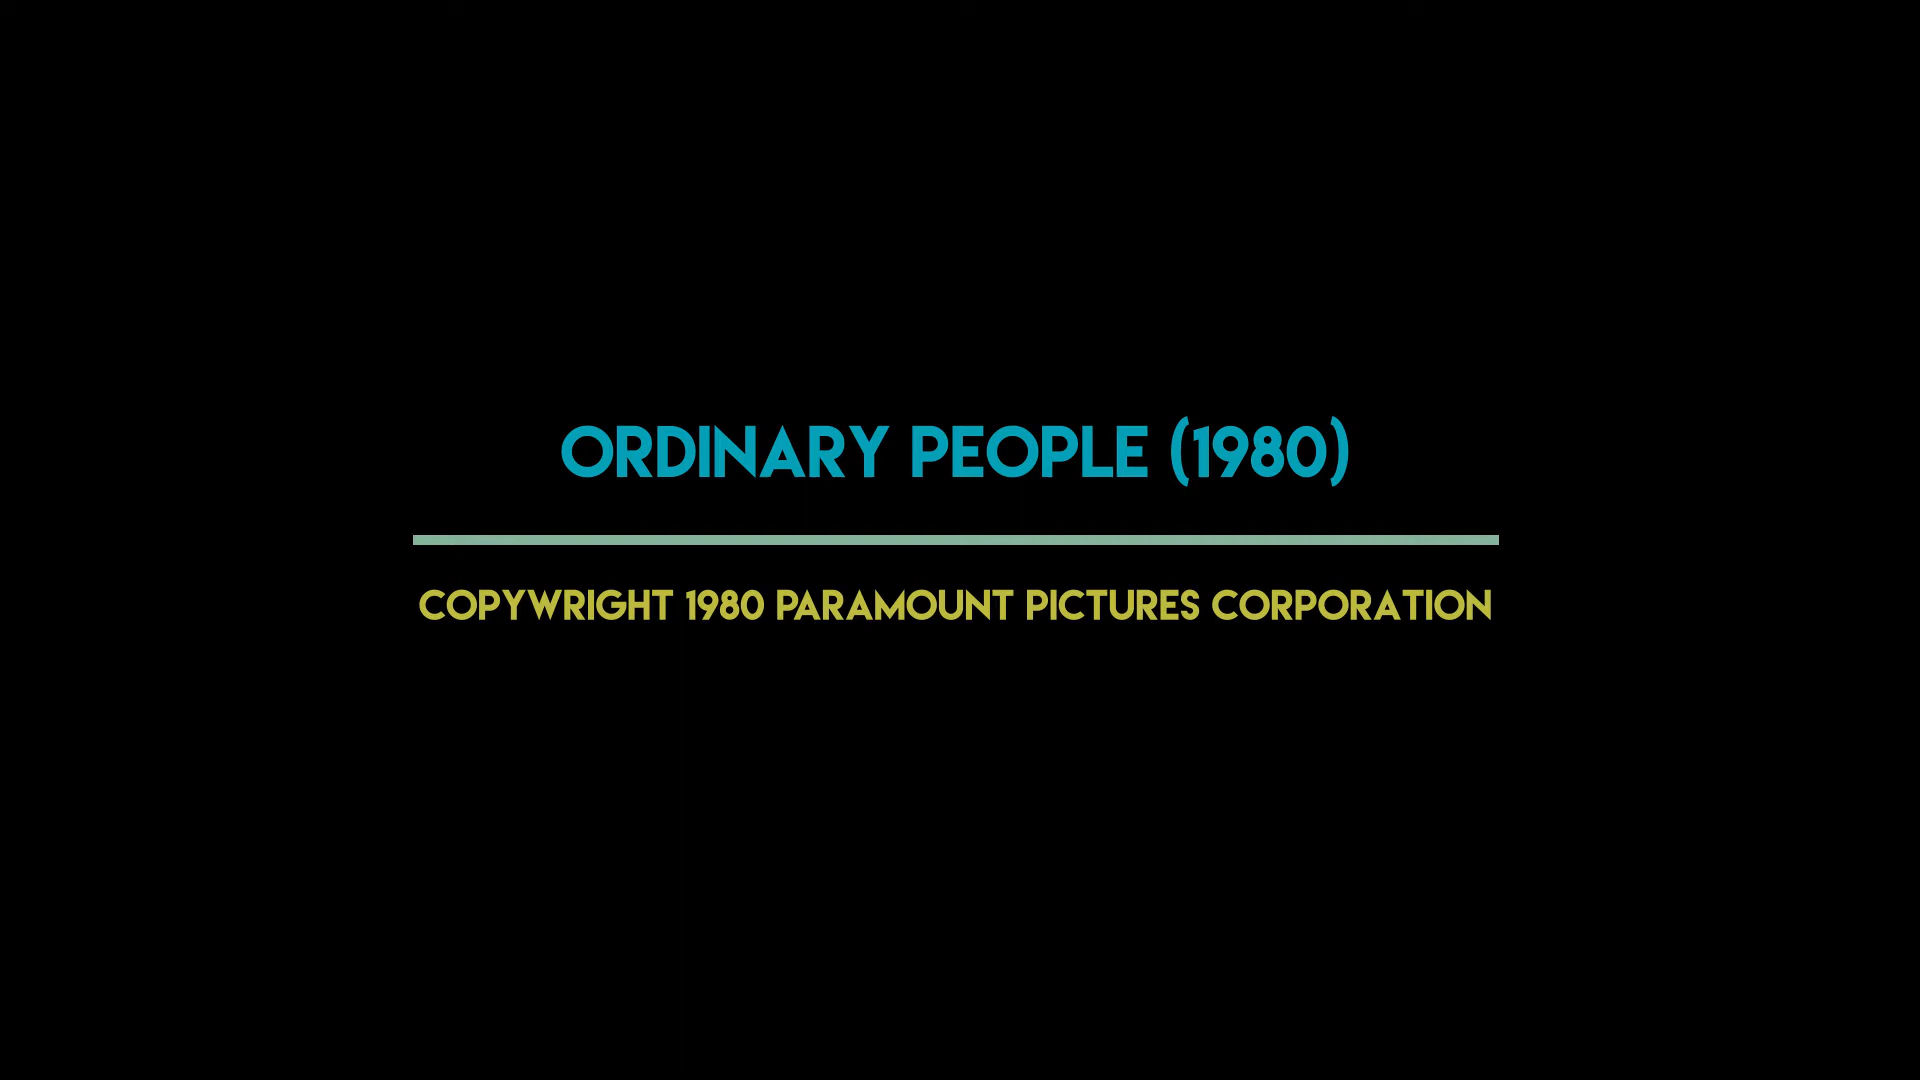 ORDINARY PEOPLE (1980)
COPYWRIGHT 1980 PARAMOUNT PICTURES CORPORATION